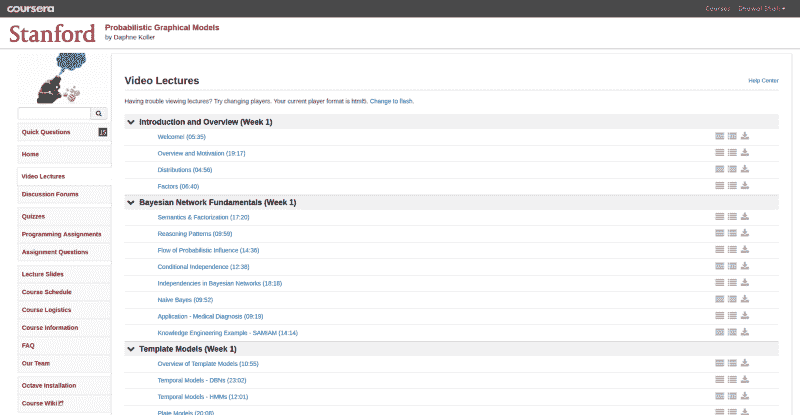 coursera
Courses Dhawal Shah
Stanford
Probabilistic Graphical Models
by Daphne Koller
Quick Questions 15
Home
Video Lectures
Discussion Forums
Quizzes
Programming Assignments
Assignment Questions
Lecture Slides
Course Schedule
Course Logistics
Course Information
FAQ
Our Team
Octave Installation
Course Wiki
Video Lectures
Help Center
Having trouble viewing lectures? Try changing players. Your current player format is html5. Change to flash.
Introduction and Overview (Week 1)
Welcome! (05:35)
Overview and Motivation (19:17)
Distributions (04:56)
Factors (06:40)
Bayesian Network Fundamentals (Week 1)
Semantics & Factorization (17:20)
Reasoning Patterns (09:59)
Flow of Probabilistic Influence (14:36)
Conditional Independence (12:38)
Independencies in Bayesian Networks (18:18)
Naive Bayes (09:52)
Application - Medical Diagnosis (09:19)
Knowledge Engineering Example - SAMIAM (14:14)
Template Models (Week 1)
Overview of Template Models (10:55)
Temporal Models - DBNs (23:02)
Temporal Models - HMMs (12:01)
Plate Models (20:08)